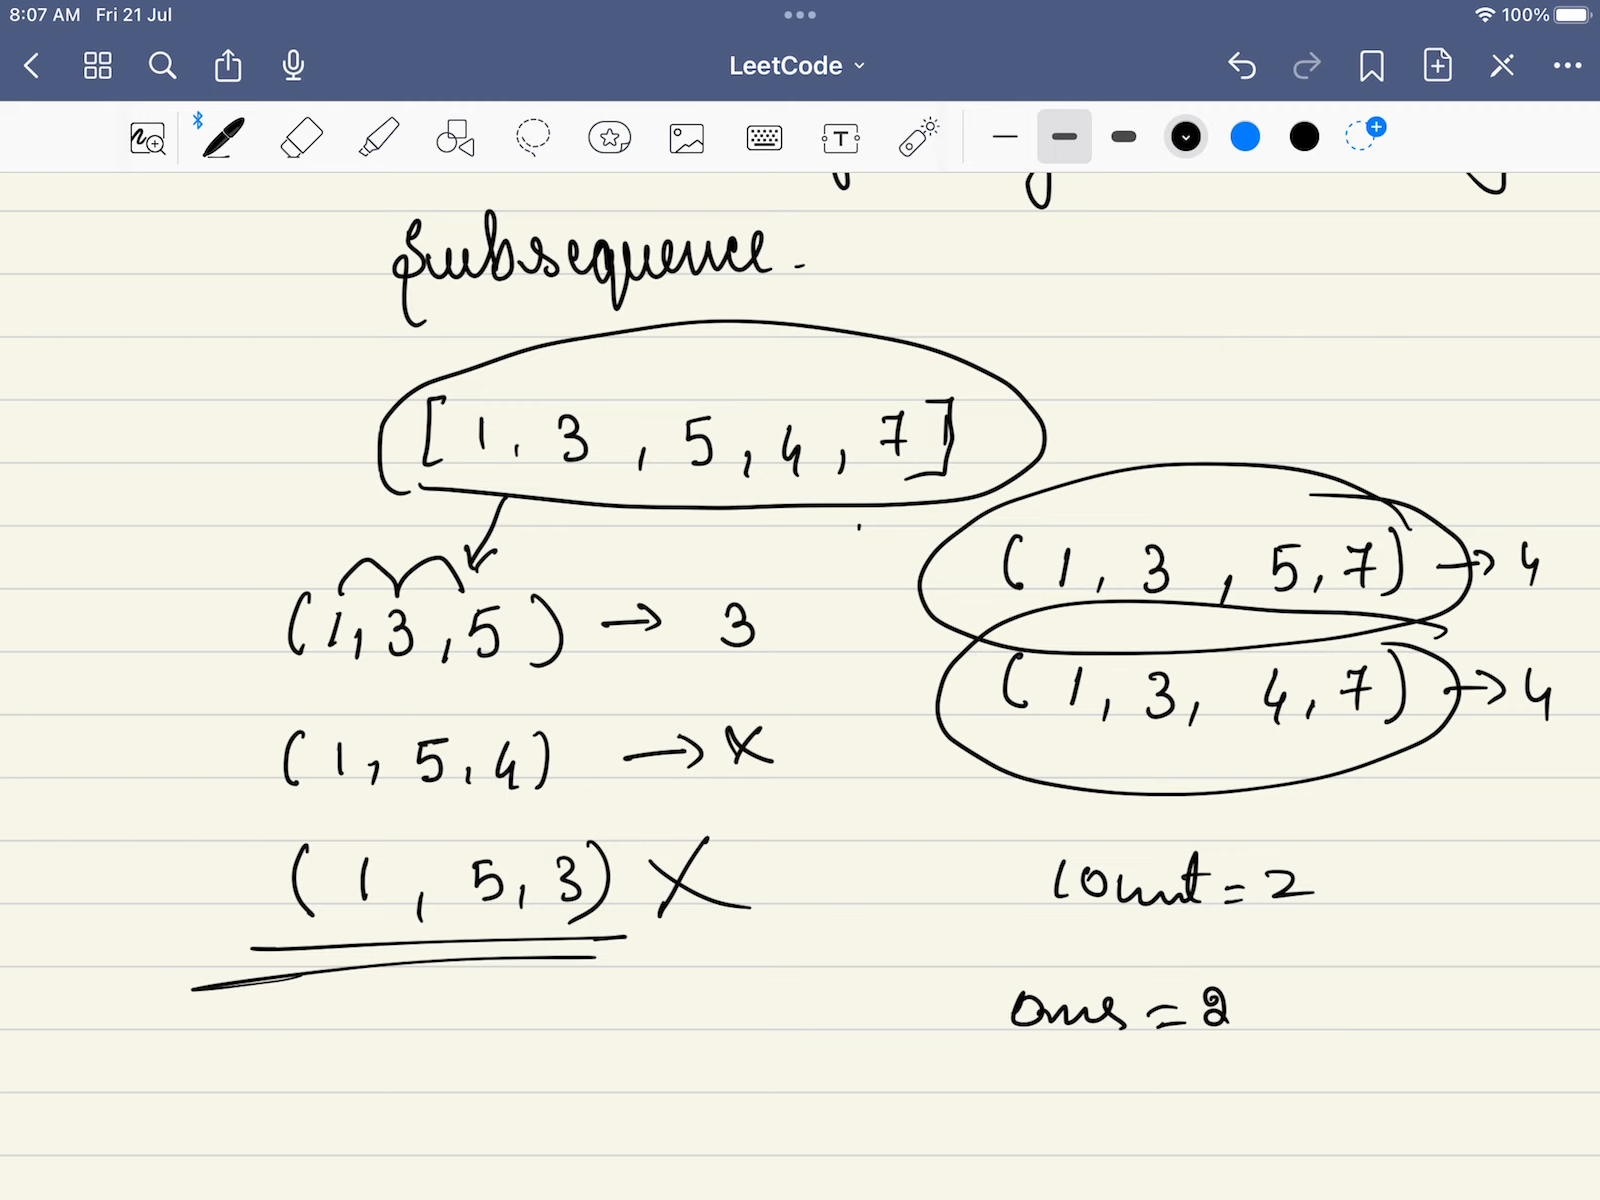 8:07 AM Fri 21 Jul
100%
LeetCode
T
subsequence.
[1, 3, 5, 4, 7]
(1, 3, 5) → 3
(1, 5, 4) → x
(1, 5, 3) X
(1, 3, 5, 7) → 4
(1, 3, 4, 7) → 4
count = 2
ans = 2